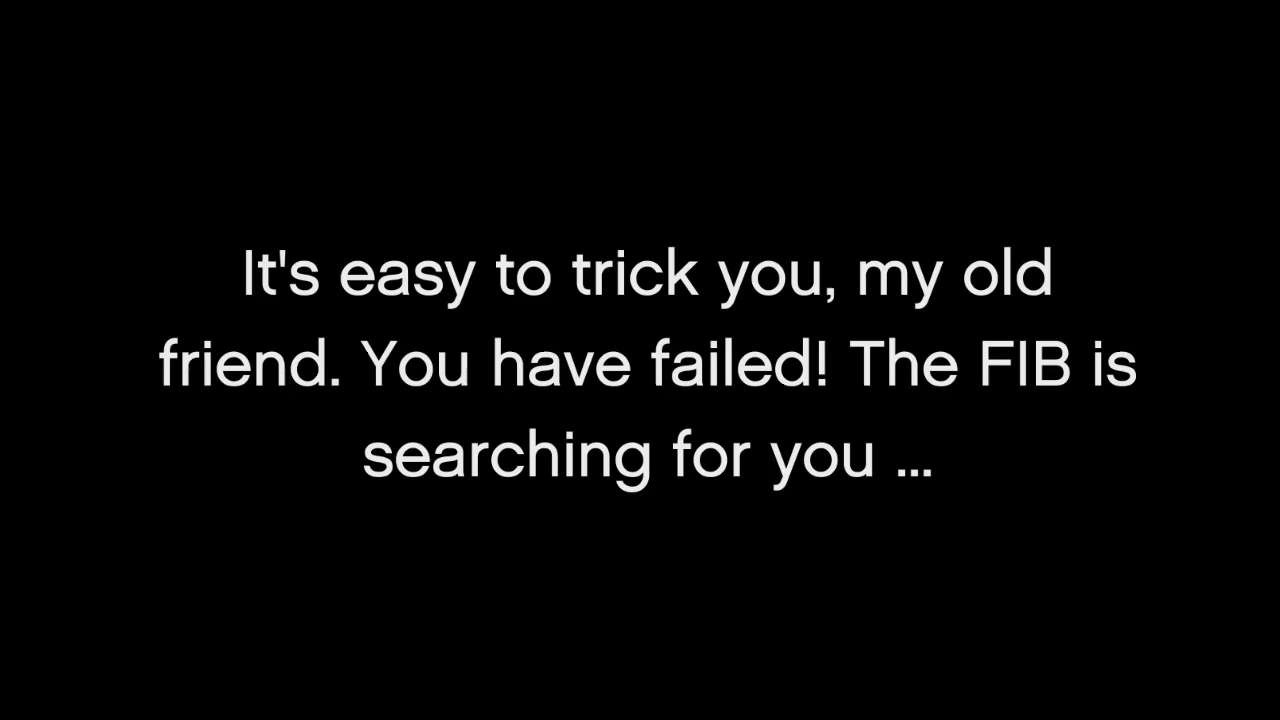 It's easy to trick you, my old
friend. You have failed! The FIB is
searching for you ...